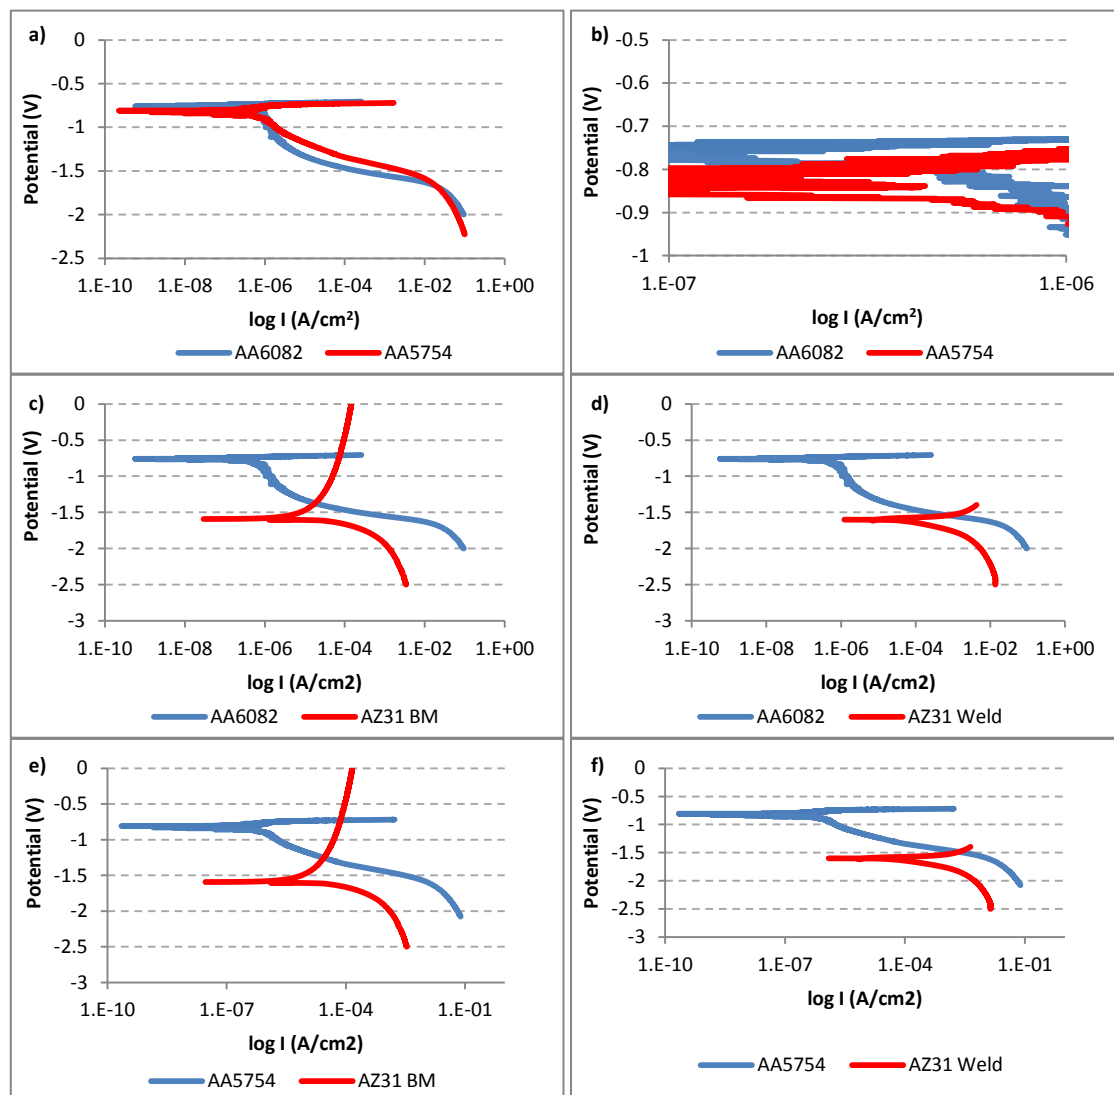 a)
0
-0.5
-1
-1.5
-2
-2.5
Potential (V)
1.E-10 1.E-08 1.E-06 1.E-04 1.E-02 1.E+00
log I (A/cm²)
AA6082 AA5754
b)
-0.5
-0.6
-0.7
-0.8
-0.9
-1
Potential (V)
1.E-07 1.E-06
log I (A/cm²)
AA6082 AA5754
c)
0
-0.5
-1
-1.5
-2
-2.5
-3
Potential (V)
1.E-10 1.E-08 1.E-06 1.E-04 1.E-02 1.E+00
log I (A/cm2)
AA6082 AZ31 BM
d)
0
-0.5
-1
-1.5
-2
-2.5
-3
Potential (V)
1.E-10 1.E-08 1.E-06 1.E-04 1.E-02 1.E+00
log I (A/cm2)
AA6082 AZ31 Weld
e)
0
-0.5
-1
-1.5
-2
-2.5
-3
Potential (V)
1.E-10 1.E-07 1.E-04 1.E-01
log I (A/cm2)
AA5754 AZ31 BM
f)
0
-0.5
-1
-1.5
-2
-2.5
-3
Potential (V)
1.E-10 1.E-07 1.E-04 1.E-01
log I (A/cm2)
AA5754 AZ31 Weld